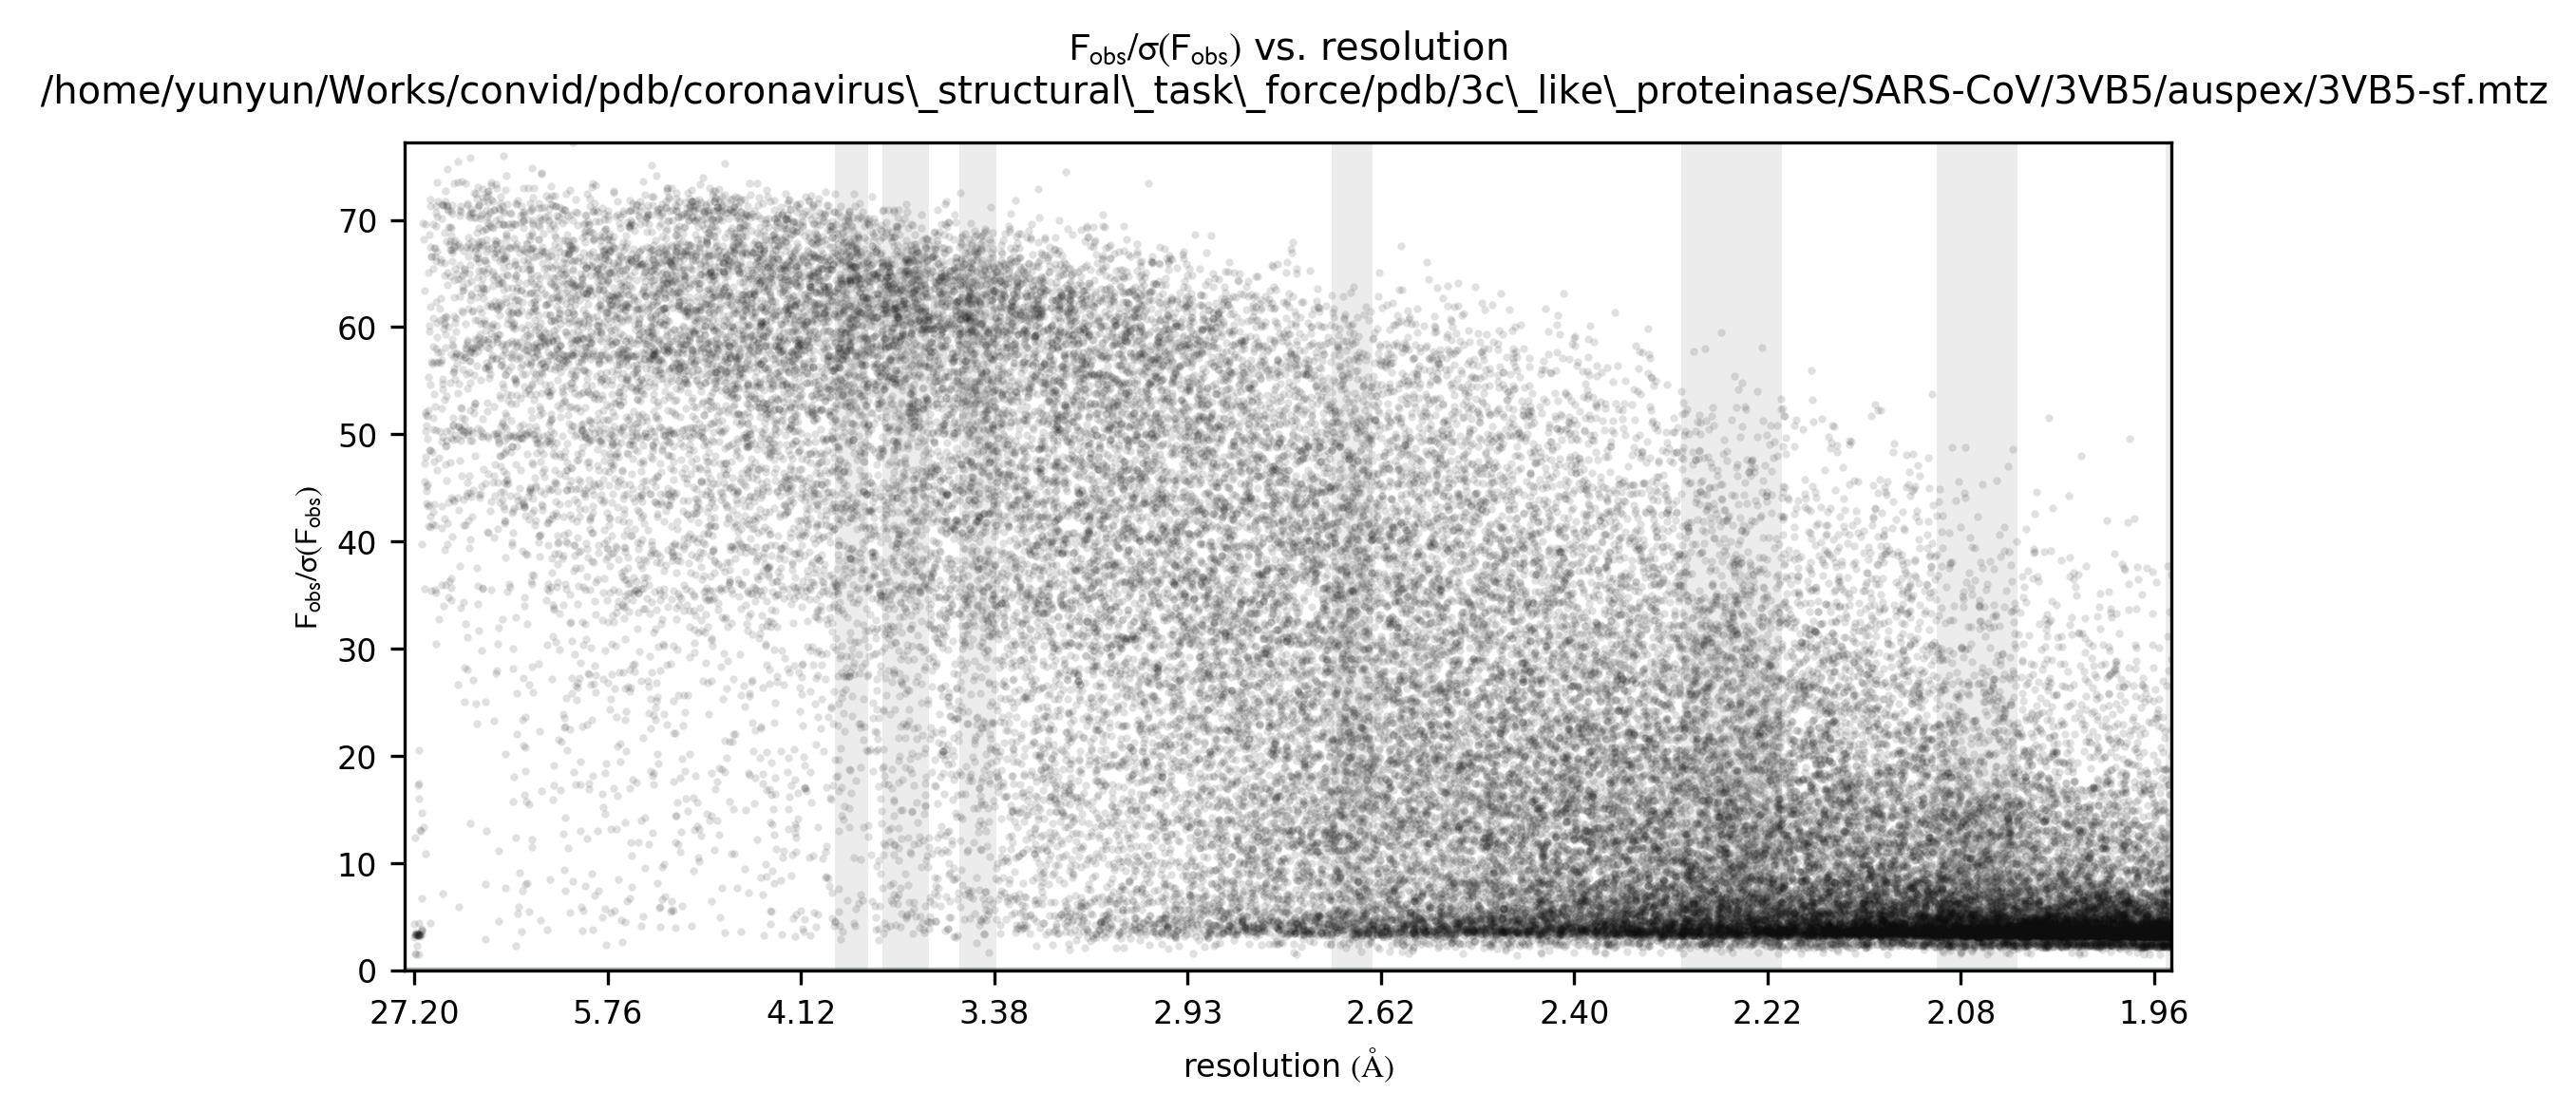 Fobs/σ(Fobs) vs. resolution
/home/yunyun/Works/convid/pdb/coronavirus\_structural\_task\_force/pdb/3c\_like\_proteinase/SARS-CoV/3VB5/auspex/3VB5-sf.mtz
Fobs/σ(Fobs)
70
60
50
40
30
20
10
0
27.20 5.76 4.12 3.38 2.93 2.62 2.40 2.22 2.08 1.96
resolution (Å)